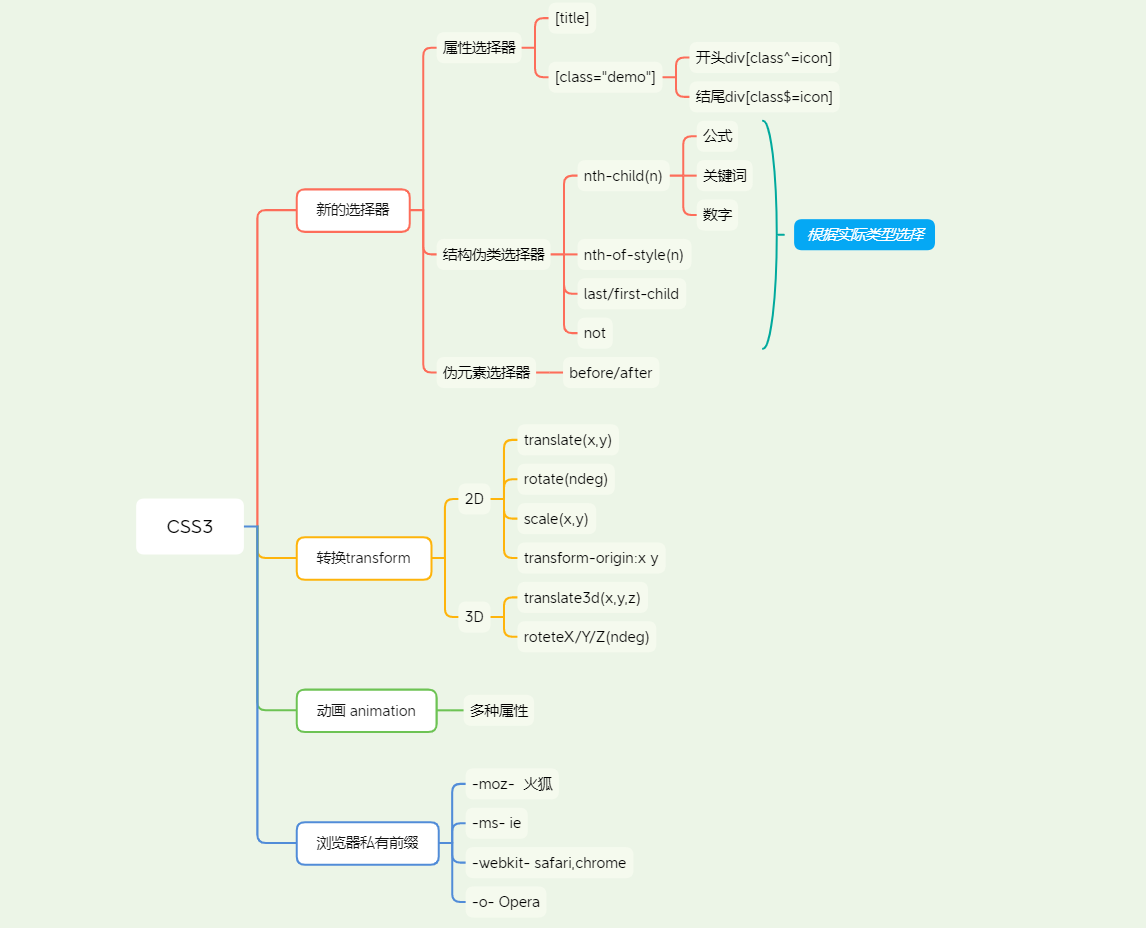 CSS3
新的选择器
属性选择器
[title]
[class="demo"]
开头div[class^=icon]
结尾div[class$=icon]
结构伪类选择器
nth-child(n)
公式
关键词
数字
nth-of-style(n)
last/first-child
not
根据实际类型选择
伪元素选择器
before/after
转换transform
2D
translate(x,y)
rotate(ndeg)
scale(x,y)
transform-origin:x y
3D
translate3d(x,y,z)
roteteX/Y/Z(ndeg)
动画 animation
多种属性
浏览器私有前缀
-moz- 火狐
-ms- ie
-webkit- safari,chrome
-o- Opera